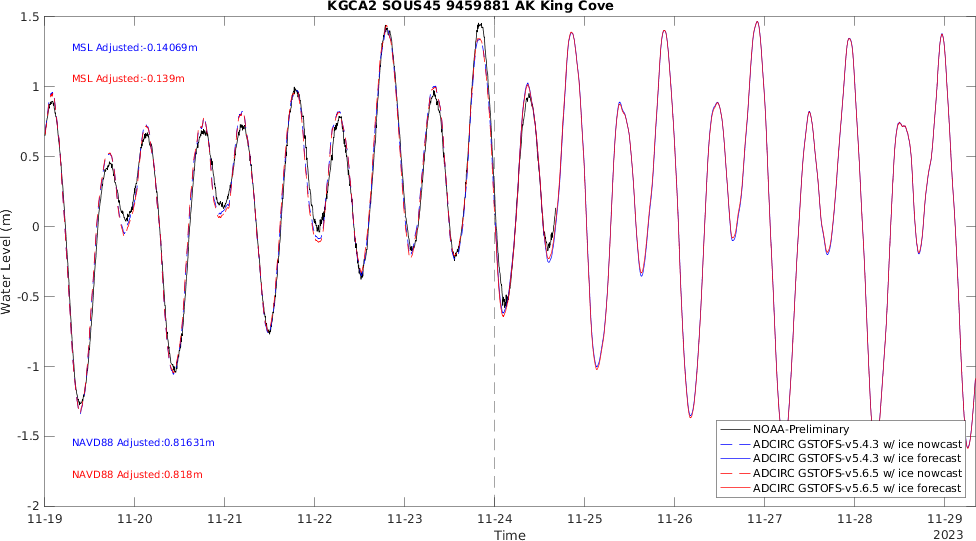 KGCA2 SOUS45 9459881 AK King Cove
1.5
1
0.5
0
-0.5
-1
-1.5
-2
Water Level (m)
MSL Adjusted:-0.14069m
MSL Adjusted:-0.139m
NAVD88 Adjusted:0.81631m
NAVD88 Adjusted:0.818m
NOAA-Preliminary
ADCIRC GSTOFS-v5.4.3 w/ ice nowcast
ADCIRC GSTOFS-v5.4.3 w/ ice forecast
ADCIRC GSTOFS-v5.6.5 w/ ice nowcast
ADCIRC GSTOFS-v5.6.5 w/ ice forecast
11-19 11-20 11-21 11-22 11-23 11-24 11-25 11-26 11-27 11-28 11-29
Time
2023